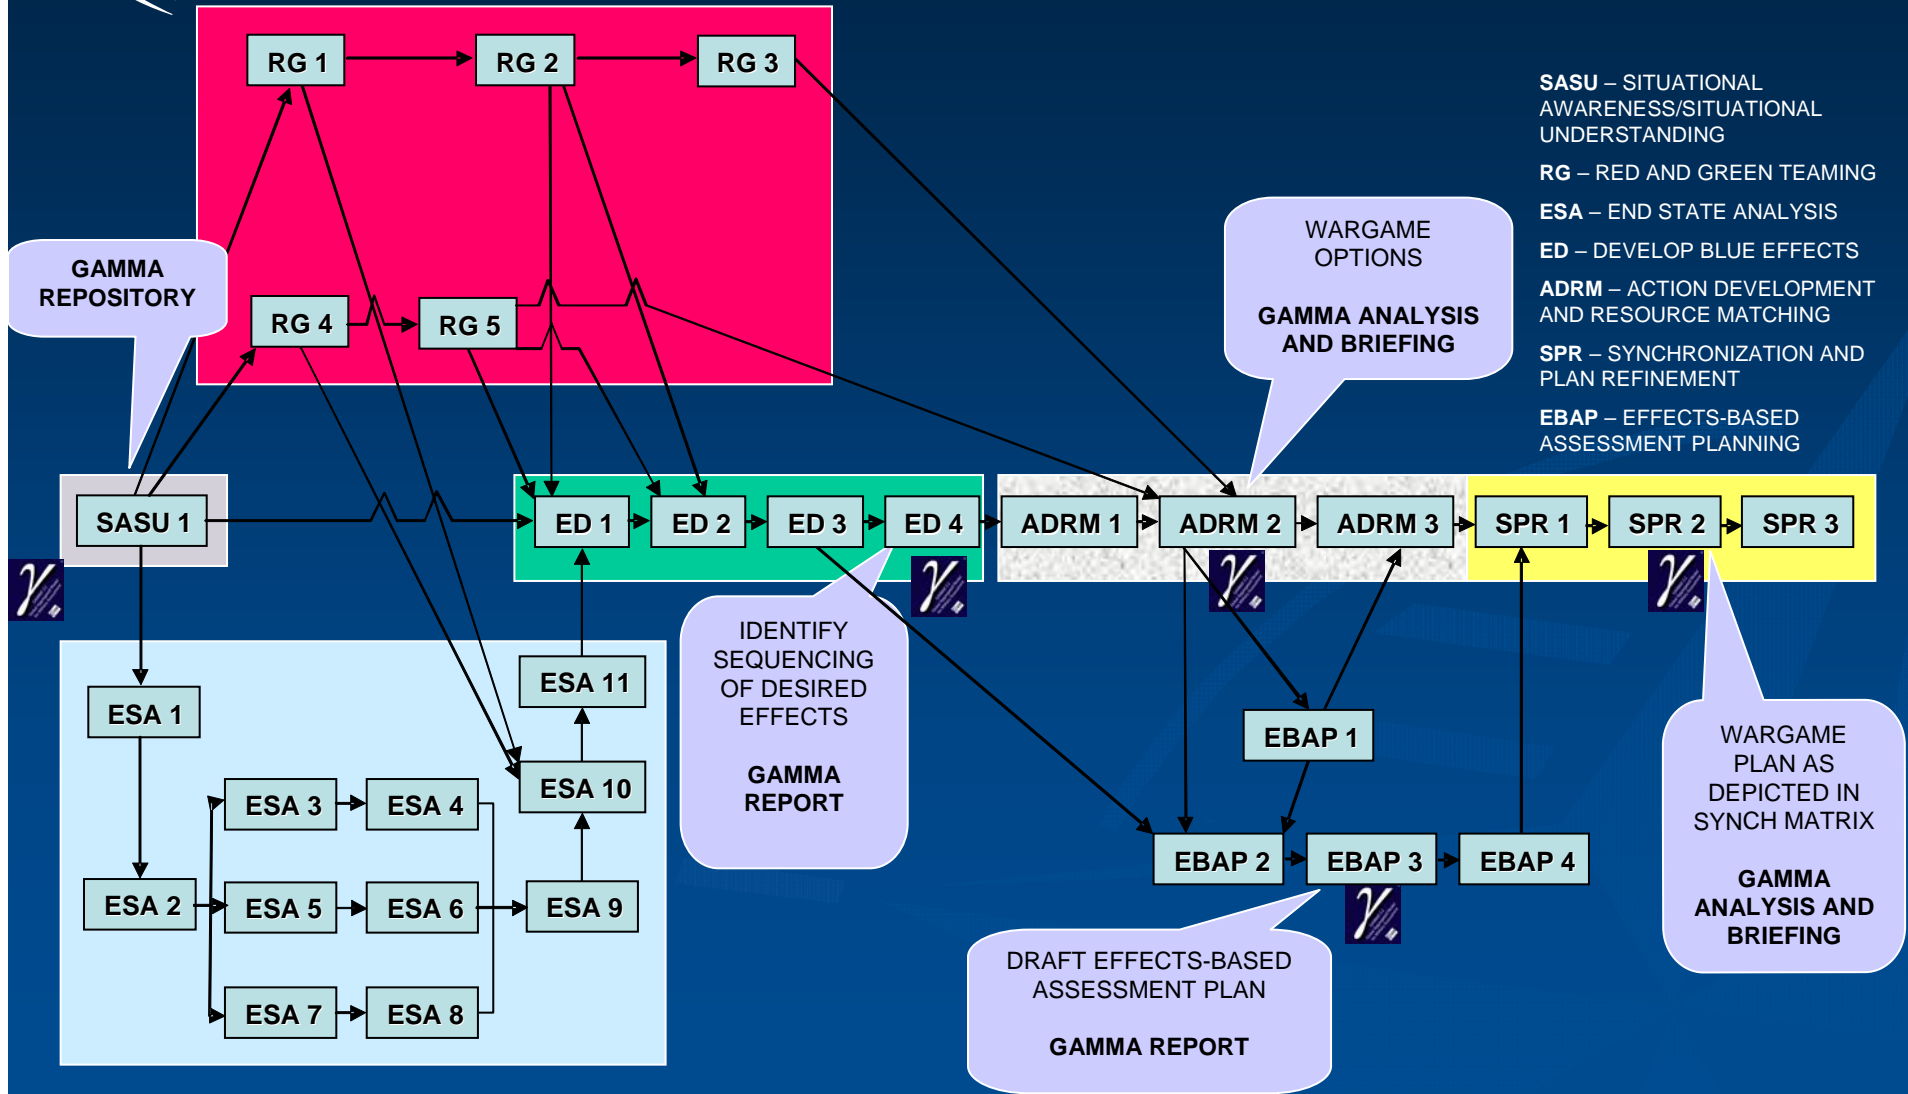 RG 1
RG 2
RG 3
RG 4
RG 5
GAMMA
REPOSITORY
SASU – SITUATIONAL
AWARENESS/SITUATIONAL
UNDERSTANDING
RG – RED AND GREEN TEAMING
ESA – END STATE ANALYSIS
ED – DEVELOP BLUE EFFECTS
ADRM – ACTION DEVELOPMENT
AND RESOURCE MATCHING
SPR – SYNCHRONIZATION AND
PLAN REFINEMENT
EBAP – EFFECTS-BASED
ASSESSMENT PLANNING
WARGAME
OPTIONS
GAMMA ANALYSIS
AND BRIEFING
SASU 1
ED 1
ED 2
ED 3
ED 4
ADRM 1
ADRM 2
ADRM 3
SPR 1
SPR 2
SPR 3
IDENTIFY
SEQUENCING
OF DESIRED
EFFECTS
GAMMA
REPORT
ESA 1
ESA 2
ESA 3
ESA 4
ESA 5
ESA 6
ESA 7
ESA 8
ESA 9
ESA 10
ESA 11
EBAP 1
EBAP 2
EBAP 3
EBAP 4
WARGAME
PLAN AS
DEPICTED IN
SYNCH MATRIX
GAMMA
ANALYSIS AND
BRIEFING
DRAFT EFFECTS-BASED
ASSESSMENT PLAN
GAMMA REPORT
γ
γ
γ
γ
γ